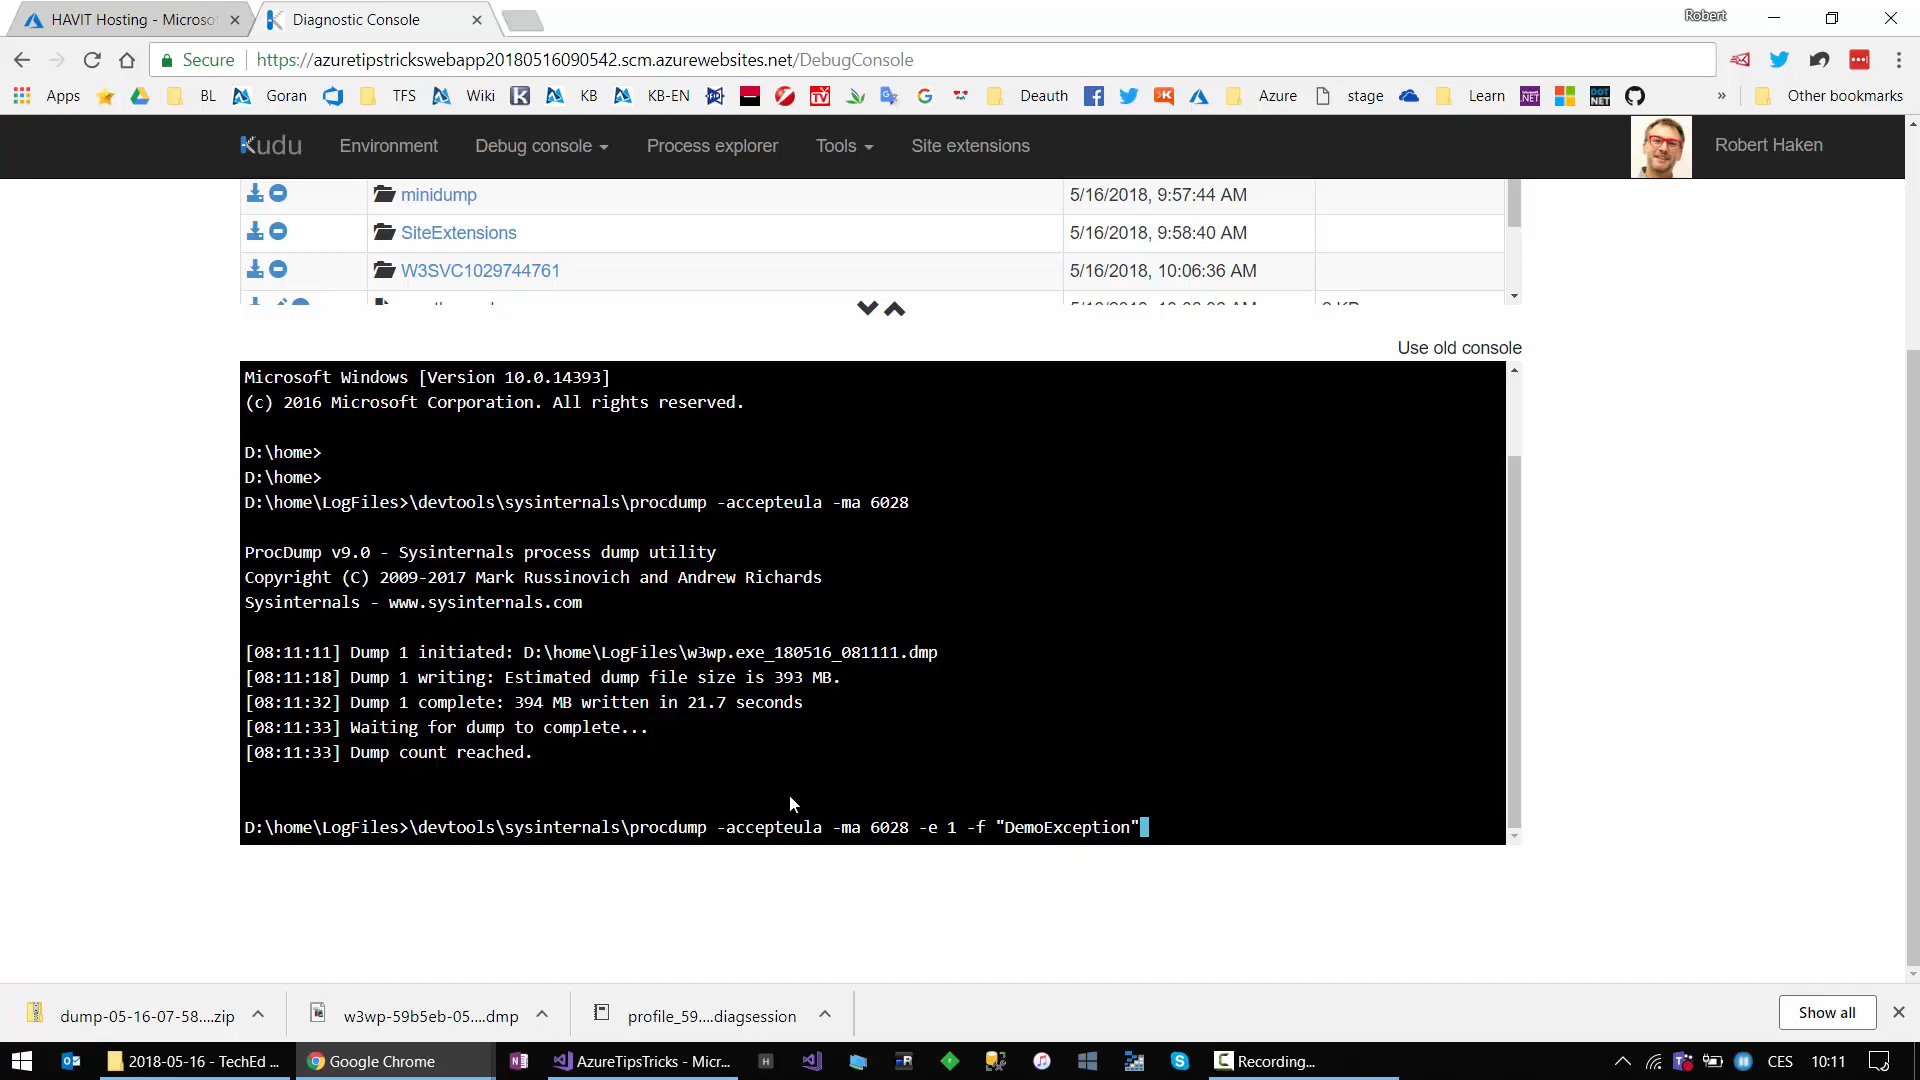 HAVIT Hosting - Microso
Diagnostic Console
Robert
Secure
https://azuretipstrickswebapp20180516090542.scm.azurewebsites.net/DebugConsole
Apps BL Goran TFS Wiki KB KB-EN Deauth Azure stage Learn » Other bookmarks
Kudu Environment Debug console Process explorer Tools Site extensions Robert Haken
minidump 5/16/2018, 9:57:44 AM
SiteExtensions 5/16/2018, 9:58:40 AM
W3SVC1029744761 5/16/2018, 10:06:36 AM
Use old console
Microsoft Windows [Version 10.0.14393]
(c) 2016 Microsoft Corporation. All rights reserved.
D:\home>
D:\home>
D:\home\LogFiles>\devtools\sysinternals\procdump -accepteula -ma 6028
ProcDump v9.0 - Sysinternals process dump utility
Copyright (C) 2009-2017 Mark Russinovich and Andrew Richards
Sysinternals - www.sysinternals.com
[08:11:11] Dump 1 initiated: D:\home\LogFiles\w3wp.exe_180516_081111.dmp
[08:11:18] Dump 1 writing: Estimated dump file size is 393 MB.
[08:11:32] Dump 1 complete: 394 MB written in 21.7 seconds
[08:11:33] Waiting for dump to complete...
[08:11:33] Dump count reached.
D:\home\LogFiles>\devtools\sysinternals\procdump -accepteula -ma 6028 -e 1 -f "DemoException"
dump-05-16-07-58....zip w3wp-59b5eb-05....dmp profile_59....diagsession Show all
2018-05-16 - TechEd ... Google Chrome AzureTipsTricks - Micr... Recording... CES 10:11